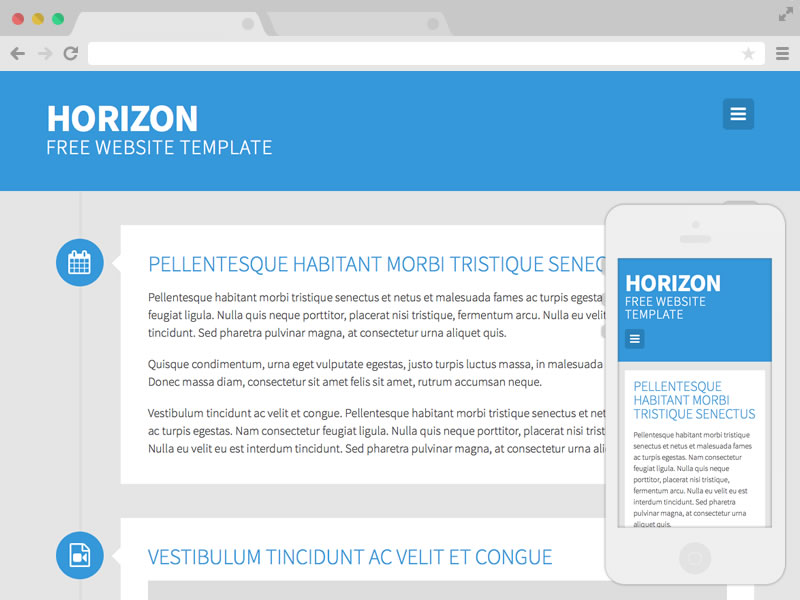 HORIZON
FREE WEBSITE TEMPLATE
PELLENTESQUE HABITANT MORBI TRISTIQUE SENEC
Pellentesque habitant morbi tristique senectus et netus et malesuada fames ac turpis egesta
feugiat ligula. Nulla quis neque porttitor, placerat nisi tristique, fermentum arcu. Nulla eu velit
tincidunt. Sed pharetra pulvinar magna, at consectetur urna aliquet quis.
Quisque condimentum, urna eget vulputate egestas, justo turpis luctus massa, in malesuada
Donec massa diam, consectetur sit amet felis sit amet, rutrum accumsan neque.
Vestibulum tincidunt ac velit et congue. Pellentesque habitant morbi tristique senectus et net
ac turpis egestas. Nam consectetur feugiat ligula. Nulla quis neque porttitor, placerat nisi trist
Nulla eu velit eu est interdum tincidunt. Sed pharetra pulvinar magna, at consectetur urna ali
VESTIBULUM TINCIDUNT AC VELIT ET CONGUE
HORIZON
FREE WEBSITE
TEMPLATE
PELLENTESQUE
HABITANT MORBI
TRISTIQUE SENECTUS
Pellentesque habitant morbi tristique
senectus et netus et malesuada fames
ac turpis egestas. Nam consectetur
feugiat ligula. Nulla quis neque
porttitor, placerat nisi tristique,
fermentum arcu. Nulla eu velit eu est
interdum tincidunt. Sed pharetra
pulvinar magna, at consectetur urna
aliquet quis.